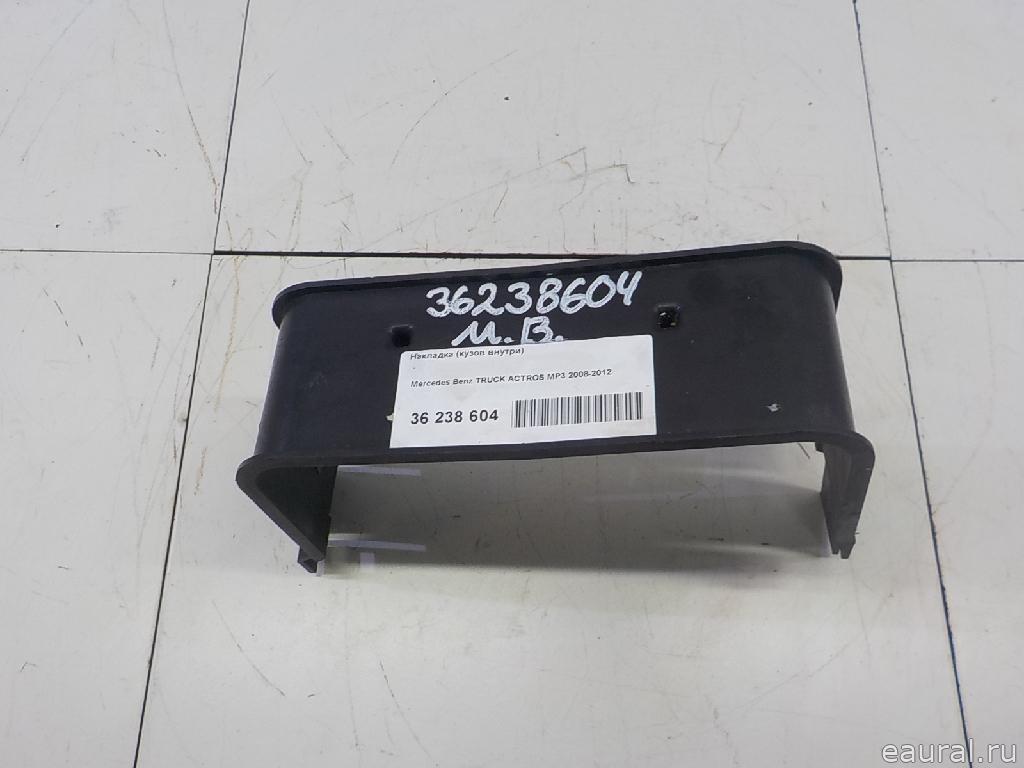 36238604
М.В.
Накладка (кузов внутри)
Mercedes Benz TRUCK ACTROS MP3 2008-2012
36 238 604
eaural.ru